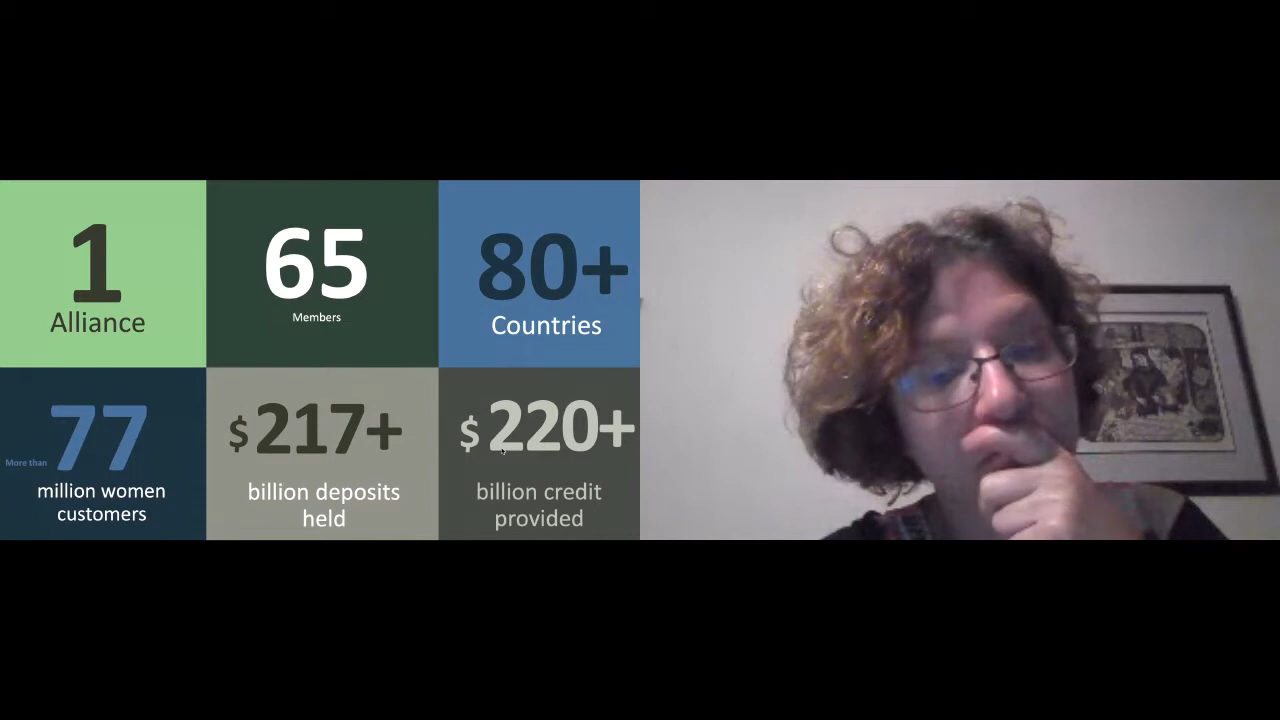 1
Alliance
65
Members
80+
Countries
More than 77
million women
customers
$217+
billion deposits
held
$220+
billion credit
provided